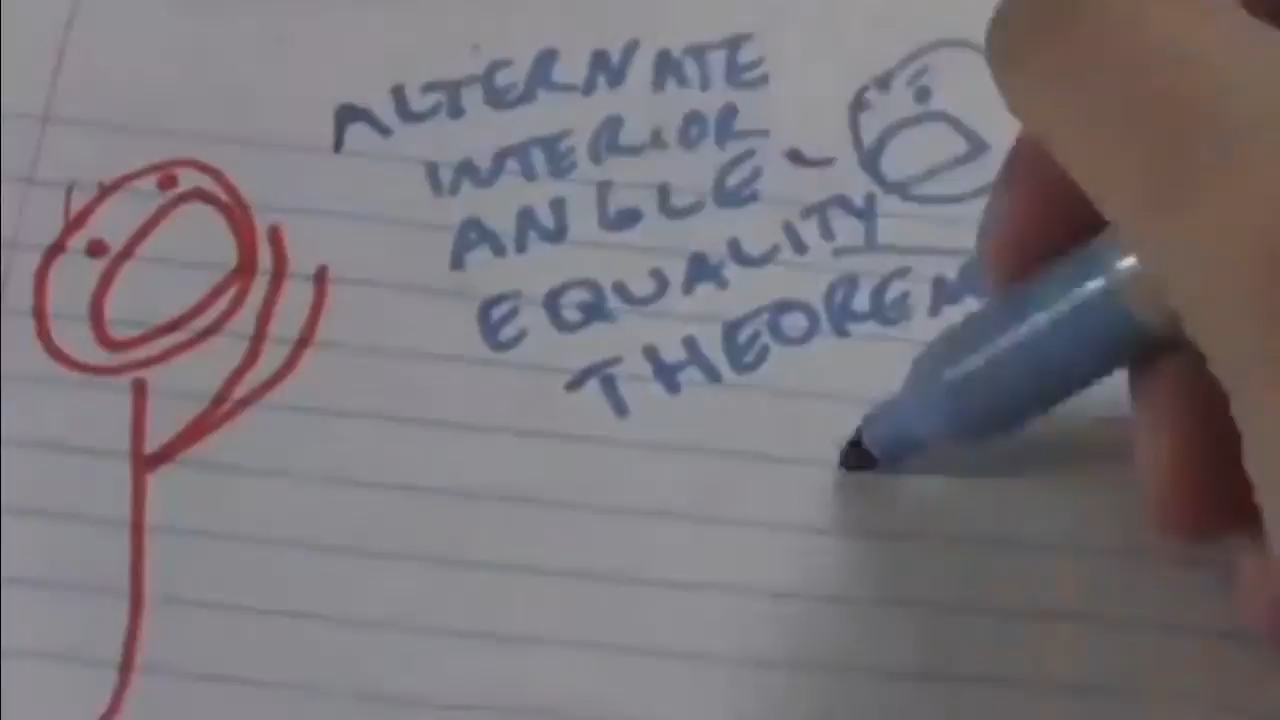 ALTERNATE
INTERIOR
ANGLE -
EQUALITY
THEOREM